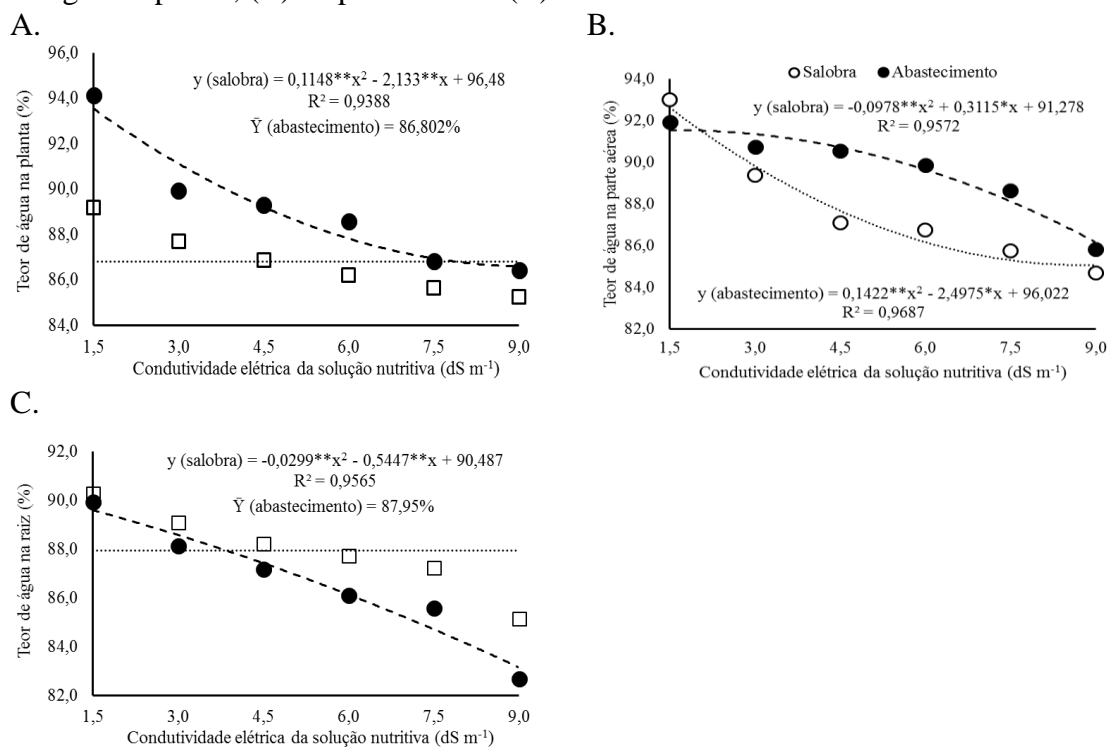 A.
96,0
94,0
92,0
90,0
88,0
86,0
84,0
Teor de água na planta (%)
y (salobra) = 0,1148**x² - 2,133**x + 96,48
R² = 0,9388
Ȳ (abastecimento) = 86,802%
1,5 3,0 4,5 6,0 7,5 9,0
Condutividade elétrica da solução nutritiva (dS m⁻¹)
B.
94,0
92,0
90,0
88,0
86,0
84,0
82,0
Teor de água na parte aérea (%)
Salobra Abastecimento
y (salobra) = -0,0978**x² + 0,3115*x + 91,278
R² = 0,9572
y (abastecimento) = 0,1422**x² - 2,4975*x + 96,022
R² = 0,9687
1,5 3,0 4,5 6,0 7,5 9,0
Condutividade elétrica da solução nutritiva (dS m⁻¹)
C.
92,0
90,0
88,0
86,0
84,0
82,0
Teor de água na raiz (%)
y (salobra) = -0,0299**x² - 0,5447**x + 90,487
R² = 0,9565
Ȳ (abastecimento) = 87,95%
1,5 3,0 4,5 6,0 7,5 9,0
Condutividade elétrica da solução nutritiva (dS m⁻¹)